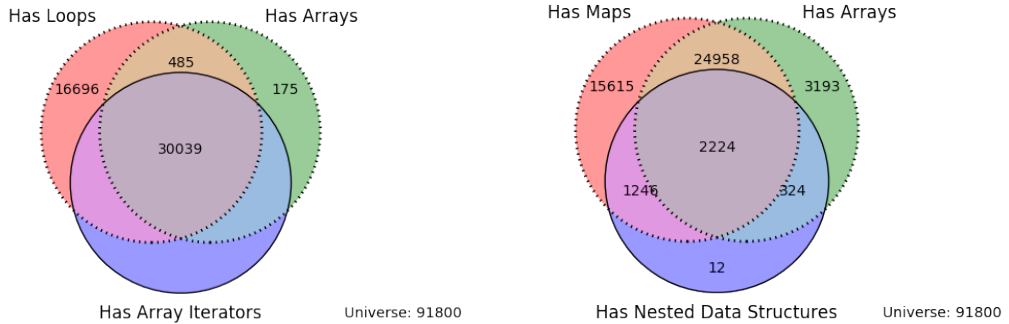 Has Loops
Has Arrays
485
16696
175
30039
Has Array Iterators
Universe: 91800
Has Maps
Has Arrays
24958
15615
3193
2224
1246
324
12
Has Nested Data Structures
Universe: 91800